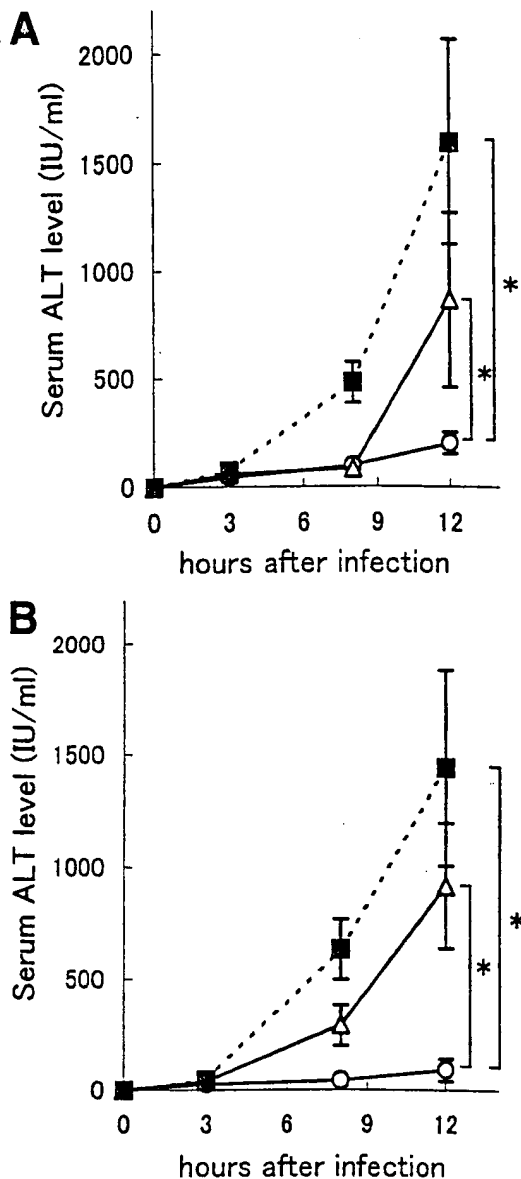 A
Serum ALT level (IU/ml)
2000
1500
1000
500
0
0 3 6 9 12
hours after infection
*
*
B
Serum ALT level (IU/ml)
2000
1500
1000
500
0
0 3 6 9 12
hours after infection
*
*